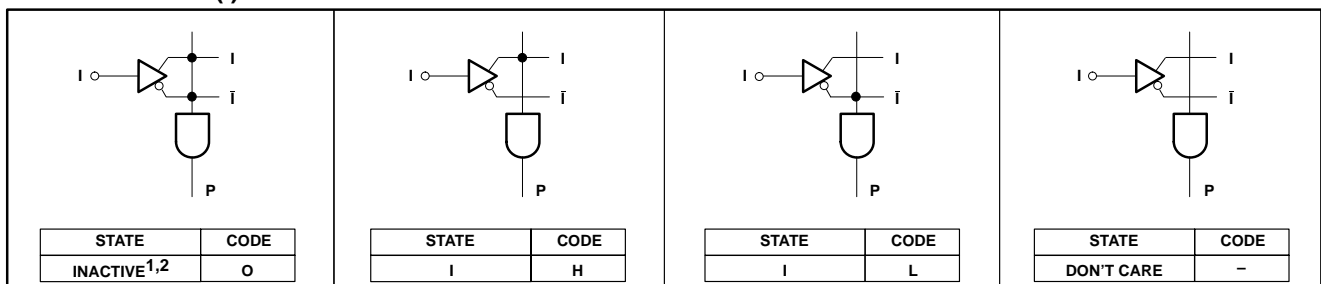 (I)
I
I
Ī
P
STATE CODE
INACTIVE1,2 O
I
I
Ī
P
STATE CODE
I H
I
I
Ī
P
STATE CODE
I L
I
I
Ī
P
STATE CODE
DON'T CARE –